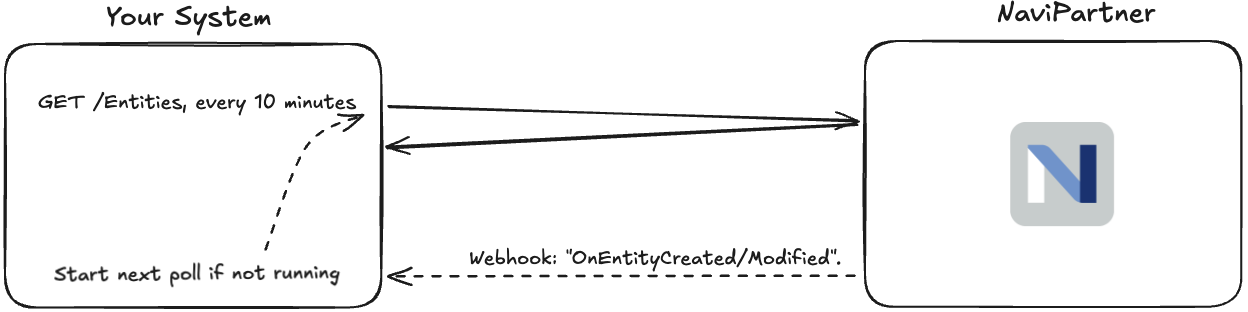 Your System
NaviPartner
GET /Entities, every 10 minutes
N
Webhook: "OnEntityCreated/Modified".
Start next poll if not running